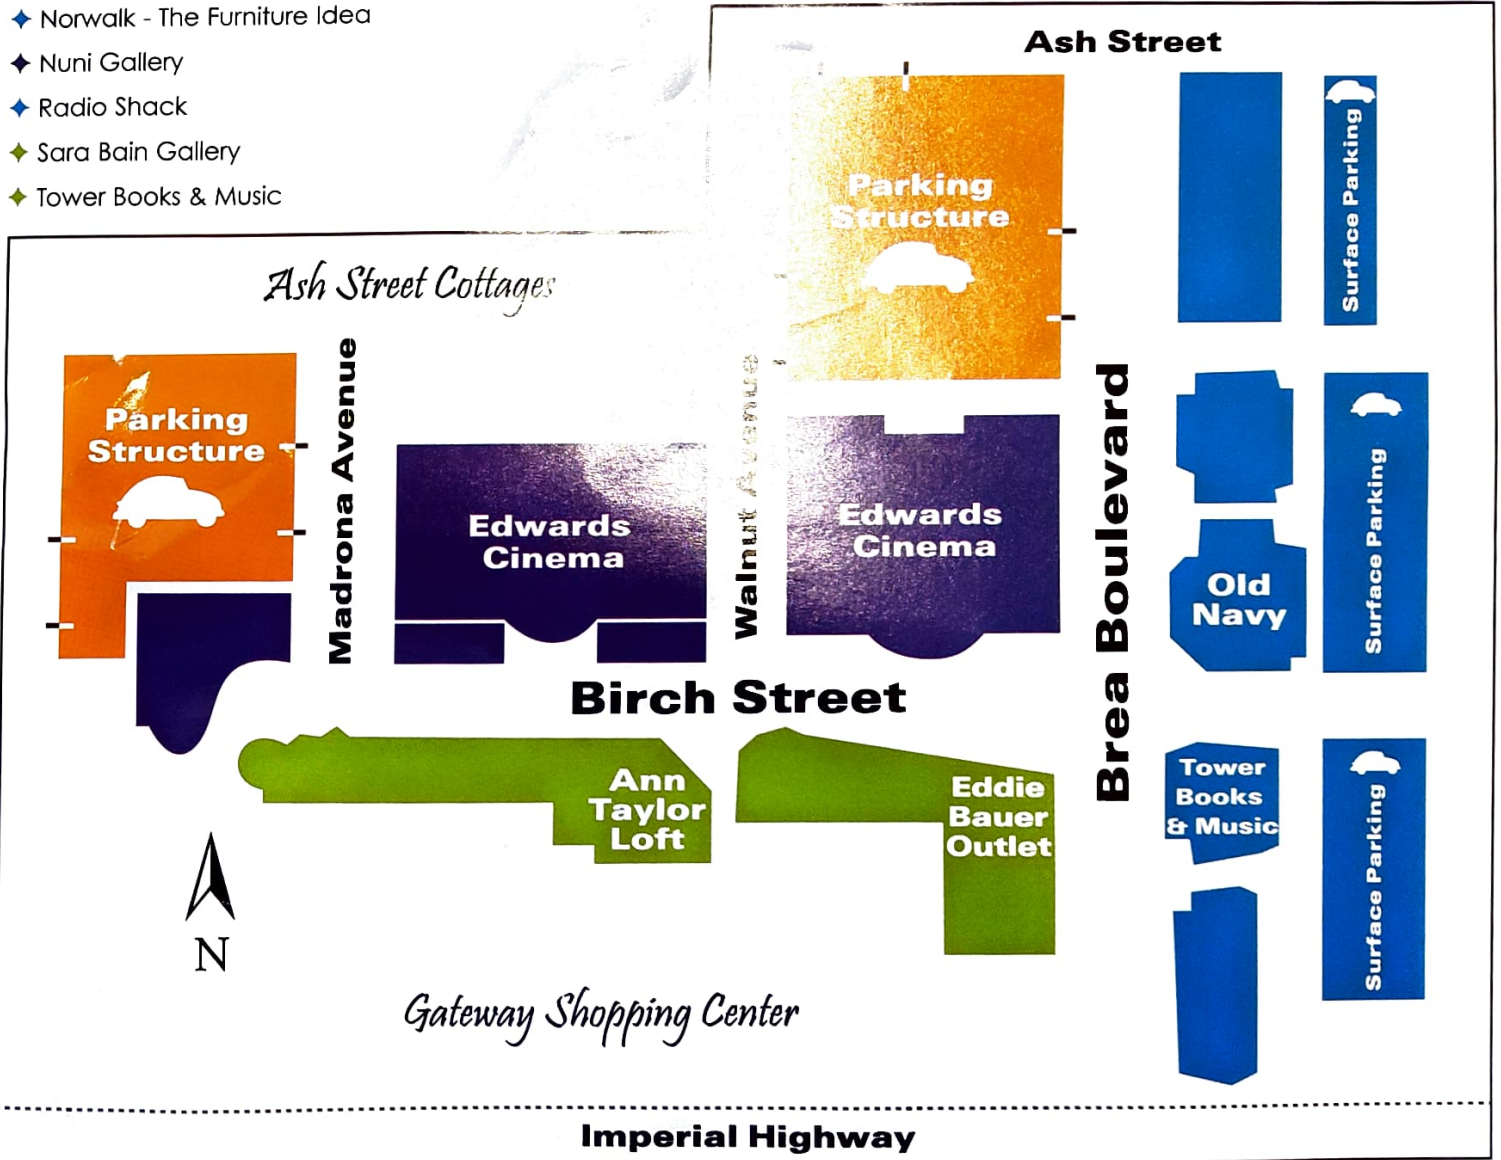 Norwalk - The Furniture Idea
Nuni Gallery
Radio Shack
Sara Bain Gallery
Tower Books & Music
Ash Street
Ash Street Cottages
Parking
Structure
Surface Parking
Parking
Structure
Madrona Avenue
Edwards
Cinema
Walnut Avenue
Edwards
Cinema
Brea Boulevard
Old
Navy
Surface Parking
Birch Street
Ann
Taylor
Loft
Eddie
Bauer
Outlet
Tower
Books
& Music
Surface Parking
N
Gateway Shopping Center
Imperial Highway